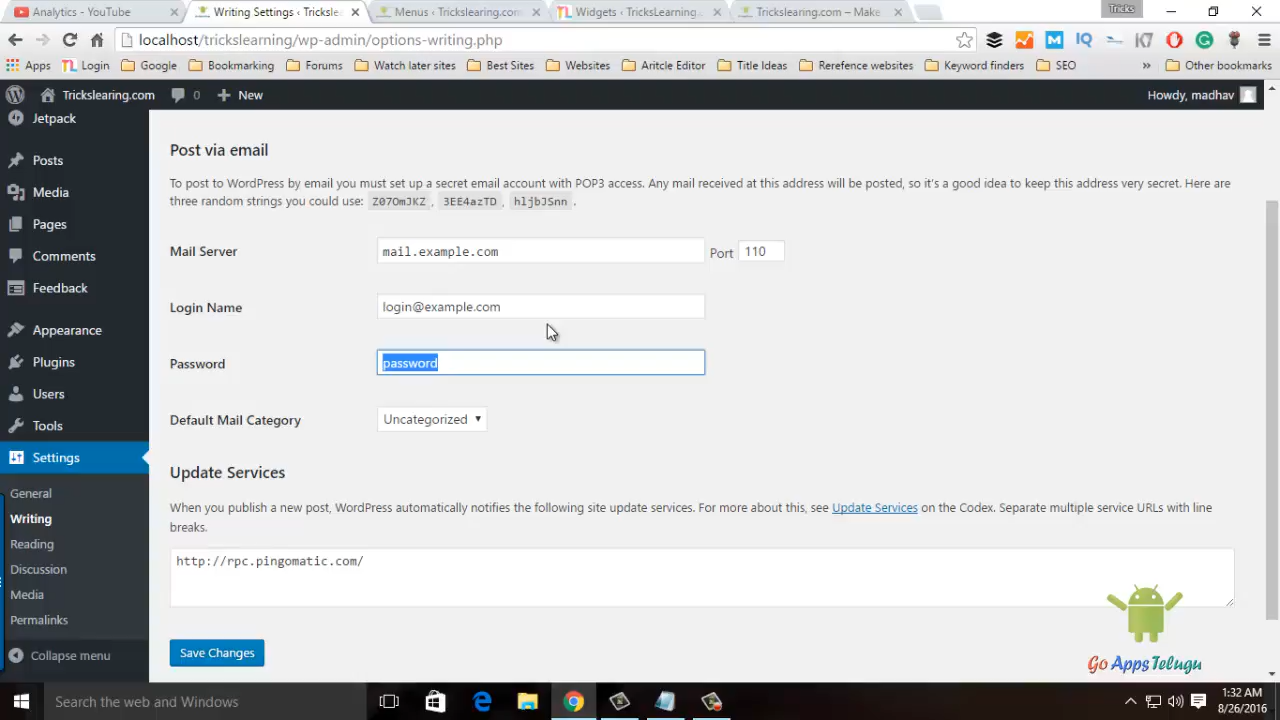 Analytics - YouTube
Writing Settings ‹ Tricksle
Menus ‹ Trickslearing.com
Widgets ‹ TricksLearning.
Trickslearing.com – Make
Tricks
localhost/trickslearning/wp-admin/options-writing.php
Apps
Login
Google
Bookmarking
Forums
Watch later sites
Best Sites
Websites
Aritcle Editor
Title Ideas
Rerefence websites
Keyword finders
SEO
Other bookmarks
Trickslearing.com
0
New
Howdy, madhav
Jetpack
Posts
Media
Pages
Comments
Feedback
Appearance
Plugins
Users
Tools
Settings
General
Writing
Reading
Discussion
Media
Permalinks
Collapse menu
Post via email
To post to WordPress by email you must set up a secret email account with POP3 access. Any mail received at this address will be posted, so it's a good idea to keep this address very secret. Here are
three random strings you could use: Z07OmJKZ , 3EE4azTD , hljbJSnn .
Mail Server mail.example.com Port 110
Login Name login@example.com
Password password
Default Mail Category Uncategorized
Update Services
When you publish a new post, WordPress automatically notifies the following site update services. For more about this, see Update Services on the Codex. Separate multiple service URLs with line
breaks.
http://rpc.pingomatic.com/
Save Changes
Go Apps Telugu
Search the web and Windows
1:32 AM
8/26/2016